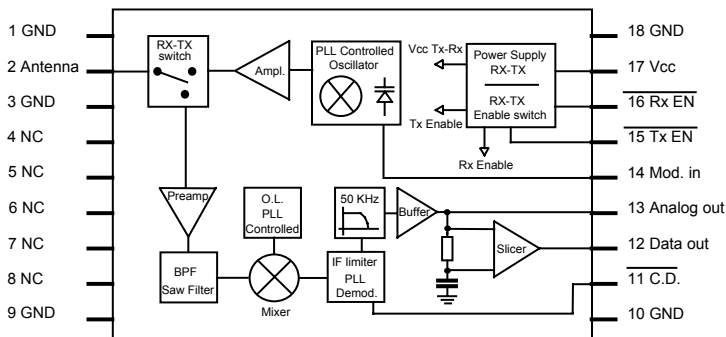 1 GND
2 Antenna
3 GND
4 NC
5 NC
6 NC
7 NC
8 NC
9 GND
RX-TX
switch
Ampl.
PLL Controlled
Oscillator
Vcc Tx-Rx
Tx Enable
Rx Enable
Power Supply
RX-TX
RX-TX
Enable switch
Preamp.
BPF
Saw Filter
O.L.
PLL
Controlled
Mixer
50 KHz
IF limiter
PLL
Demod.
Buffer
Slicer
18 GND
17 Vcc
16 Rx EN
15 Tx EN
14 Mod. in
13 Analog out
12 Data out
11 C.D.
10 GND